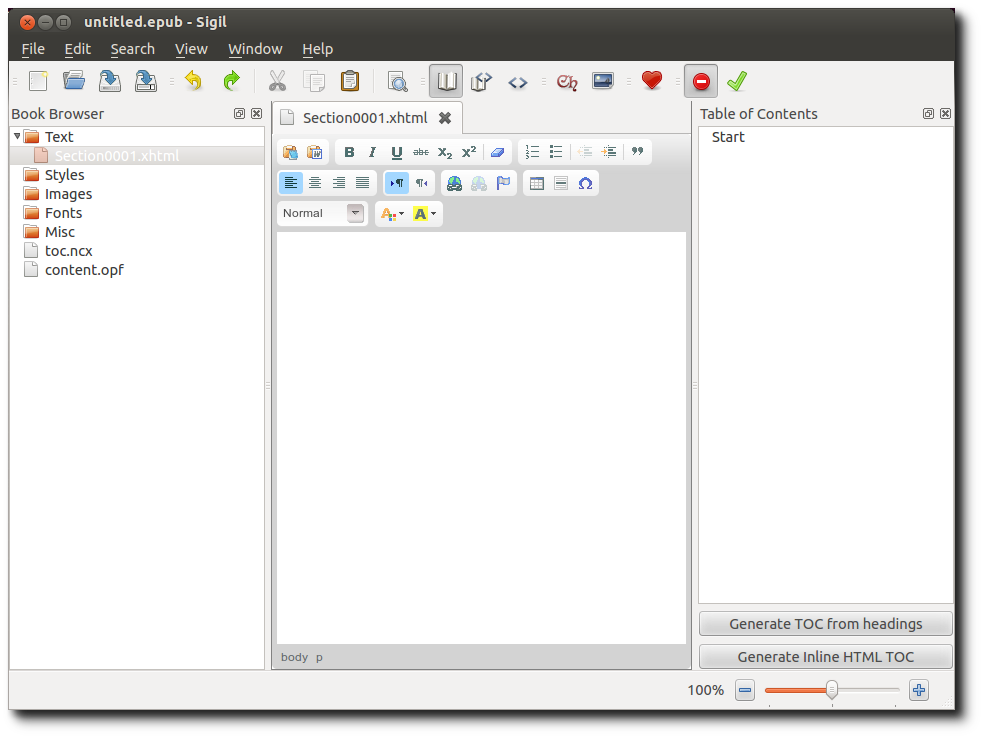 untitled.epub - Sigil
File Edit Search View Window Help
Book Browser
Section0001.xhtml
Table of Contents
Text
Section0001.xhtml
Styles
Images
Fonts
Misc
toc.ncx
content.opf
B I U abc X2 X2
Normal
A A
Start
body p
Generate TOC from headings
Generate Inline HTML TOC
100%